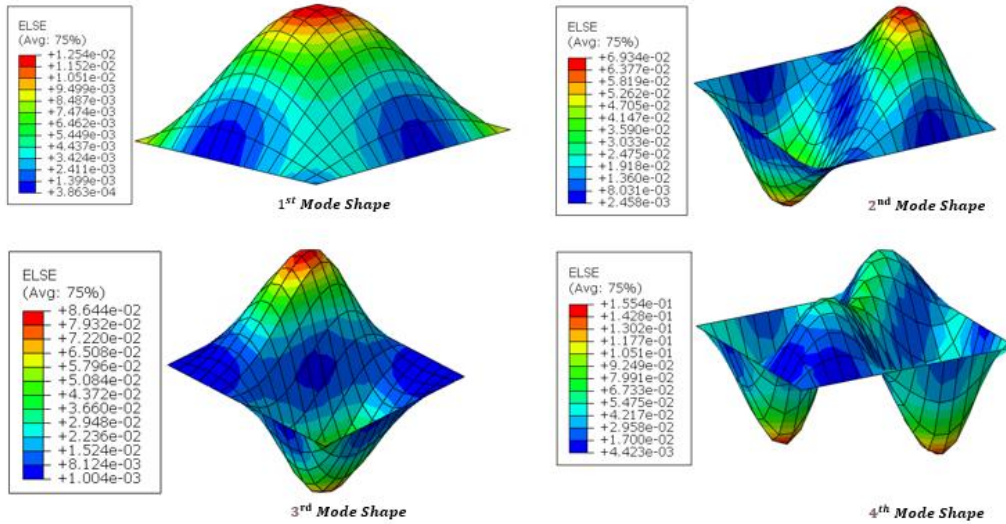 ELSE
(Avg: 75%)
+1.254e-02
+1.152e-02
+1.051e-02
+9.499e-03
+8.487e-03
+7.474e-03
+6.462e-03
+5.449e-03
+4.437e-03
+3.424e-03
+2.411e-03
+1.399e-03
+3.863e-04
1st Mode Shape
ELSE
(Avg: 75%)
+6.934e-02
+6.377e-02
+5.819e-02
+5.262e-02
+4.705e-02
+4.147e-02
+3.590e-02
+3.033e-02
+2.475e-02
+1.918e-02
+1.360e-02
+8.031e-03
+2.458e-03
2nd Mode Shape
ELSE
(Avg: 75%)
+8.644e-02
+7.932e-02
+7.220e-02
+6.508e-02
+5.796e-02
+5.084e-02
+4.372e-02
+3.660e-02
+2.948e-02
+2.236e-02
+1.524e-02
+8.124e-03
+1.004e-03
3rd Mode Shape
ELSE
(Avg: 75%)
+1.554e-01
+1.428e-01
+1.302e-01
+1.177e-01
+1.051e-01
+9.249e-02
+7.991e-02
+6.733e-02
+5.475e-02
+4.217e-02
+2.958e-02
+1.700e-02
+4.423e-03
4th Mode Shape